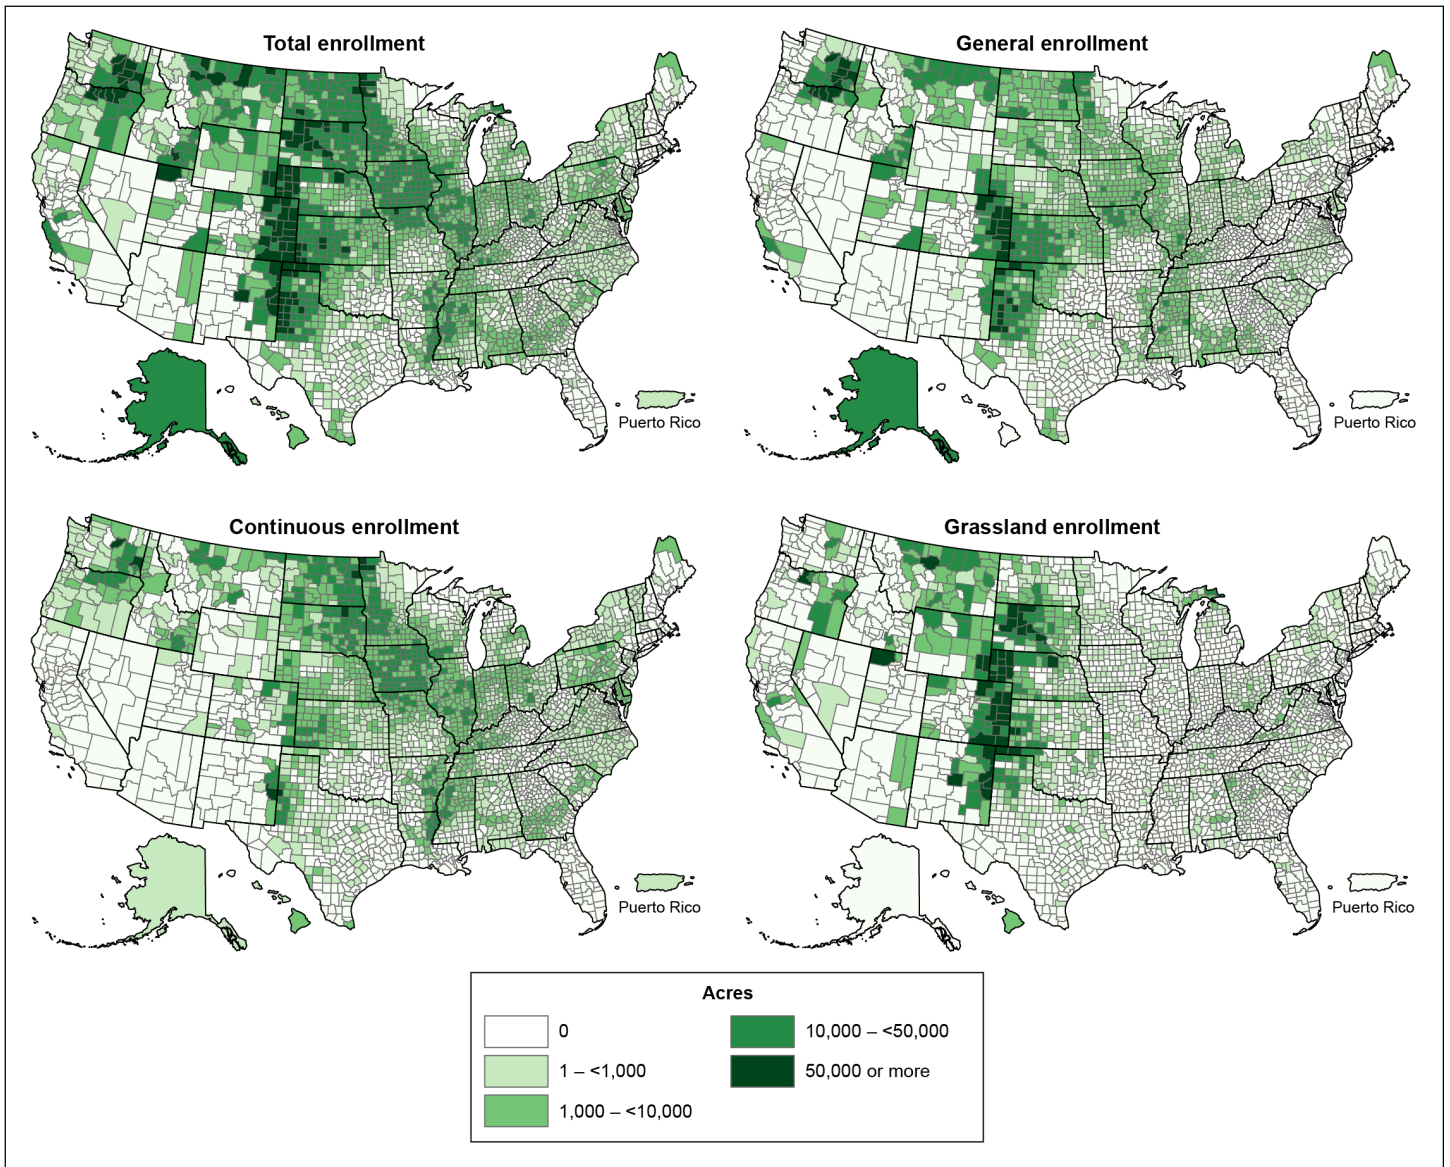 Total enrollment
General enrollment
Puerto Rico
Puerto Rico
Continuous enrollment
Grassland enrollment
Puerto Rico
Puerto Rico
Acres
0
10,000 – <50,000
1 – <1,000
50,000 or more
1,000 – <10,000